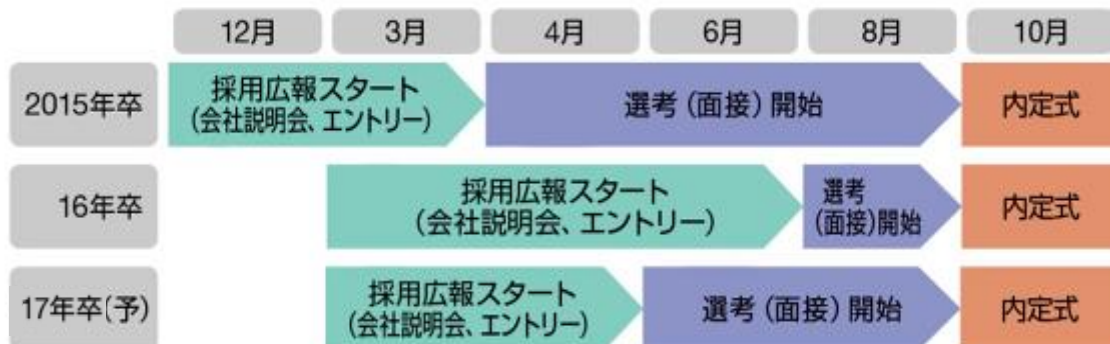 12月 3月 4月 6月 8月 10月
2015年卒
採用広報スタート
(会社説明会、エントリー)
選考(面接)開始
内定式
16年卒
採用広報スタート
(会社説明会、エントリー)
選考
(面接)開始
内定式
17年卒(予)
採用広報スタート
(会社説明会、エントリー)
選考(面接)開始
内定式